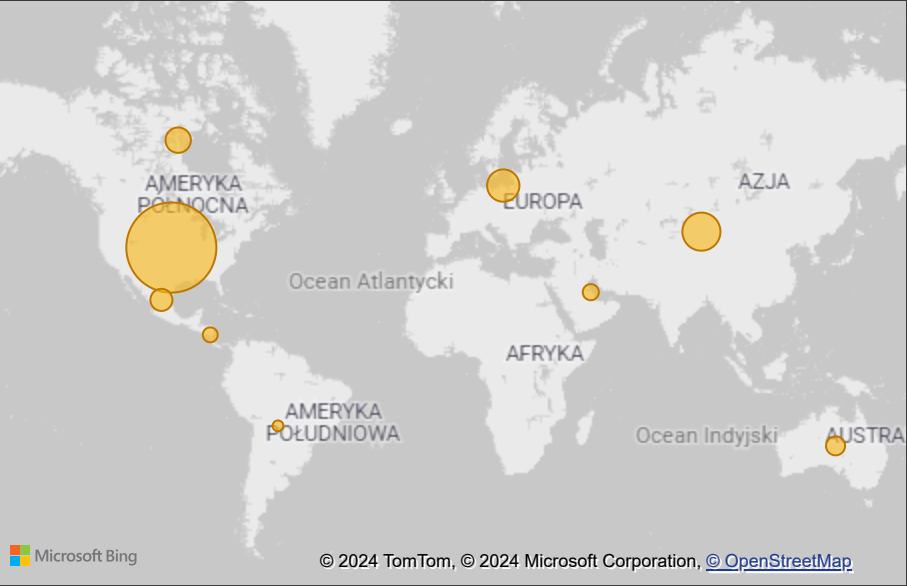 AMERYKA
PÓŁNOCNA
AZJA
EUROPA
Ocean Atlantycki
AFRYKA
AMERYKA
POŁUDNIOWA
Ocean Indyjski
AUSTRA
Microsoft Bing
© 2024 TomTom, © 2024 Microsoft Corporation, © OpenStreetMap